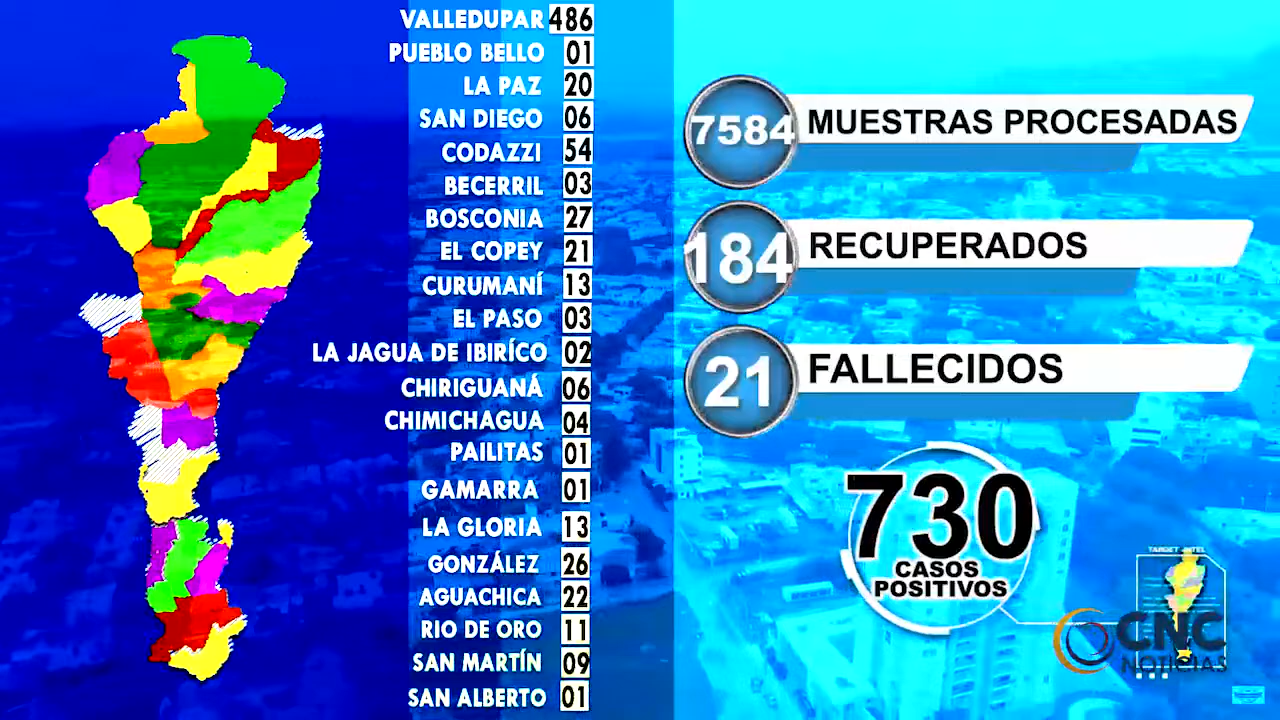 VALLEDUPAR 486
PUEBLO BELLO 01
LA PAZ 20
SAN DIEGO 06
CODAZZI 54
BECERRIL 03
BOSCONIA 27
EL COPEY 21
CURUMANÍ 13
EL PASO 03
LA JAGUA DE IBIRÍCO 02
CHIRIGUANÁ 06
CHIMICHAGUA 04
PAILITAS 01
GAMARRA 01
LA GLORIA 13
GONZÁLEZ 26
AGUACHICA 22
RIO DE ORO 11
SAN MARTÍN 09
SAN ALBERTO 01
7584 MUESTRAS PROCESADAS
184 RECUPERADOS
21 FALLECIDOS
730
CASOS
POSITIVOS
TARGET INTEL
CNC
NOTICIAS